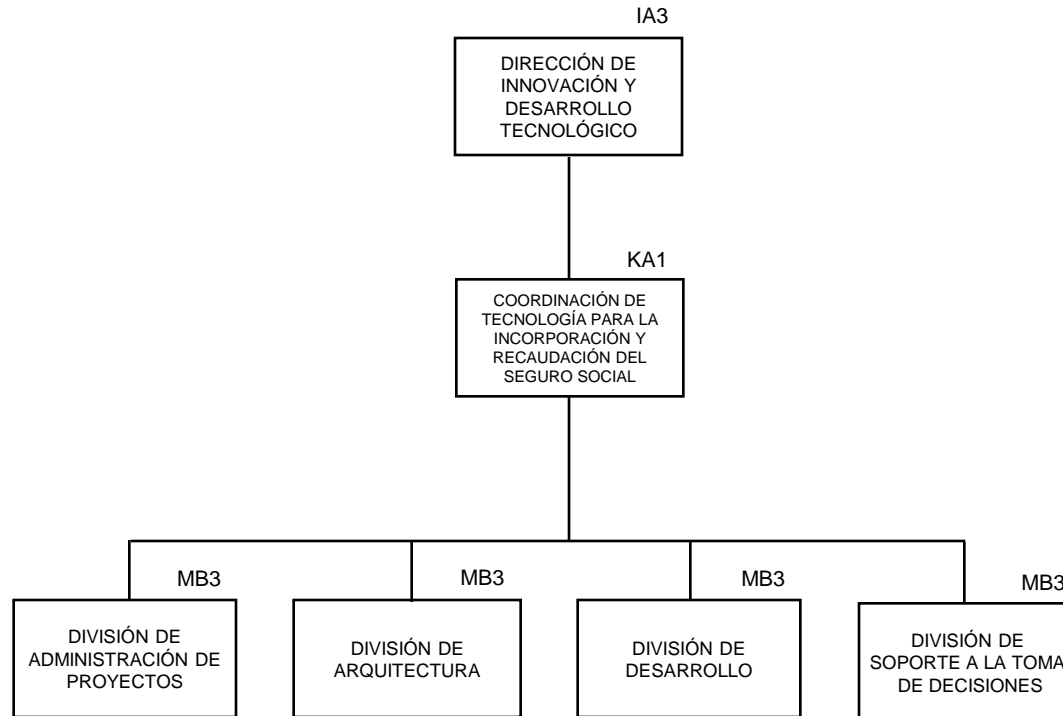 IA3
DIRECCIÓN DE
INNOVACIÓN Y
DESARROLLO
TECNOLÓGICO
KA1
COORDINACIÓN DE
TECNOLOGÍA PARA LA
INCORPORACIÓN Y
RECAUDACIÓN DEL
SEGURO SOCIAL
MB3
DIVISIÓN DE
ADMINISTRACIÓN DE
PROYECTOS
MB3
DIVISIÓN DE
ARQUITECTURA
MB3
DIVISIÓN DE
DESARROLLO
MB3
DIVISIÓN DE
SOPORTE A LA TOMA
DE DECISIONES